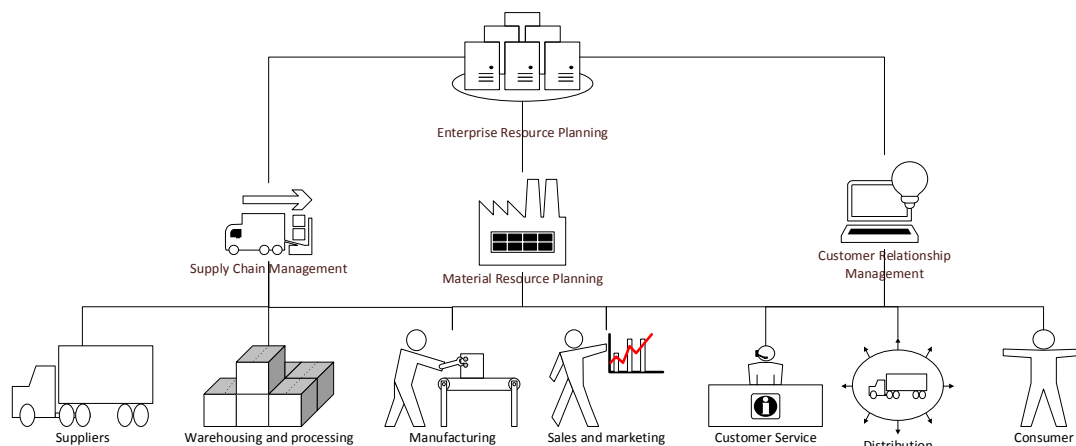 Enterprise Resource Planning
Supply Chain Management
Material Resource Planning
Customer Relationship
Management
Suppliers
Warehousing and processing
Manufacturing
Sales and marketing
Customer Service
Distribution
Consumer